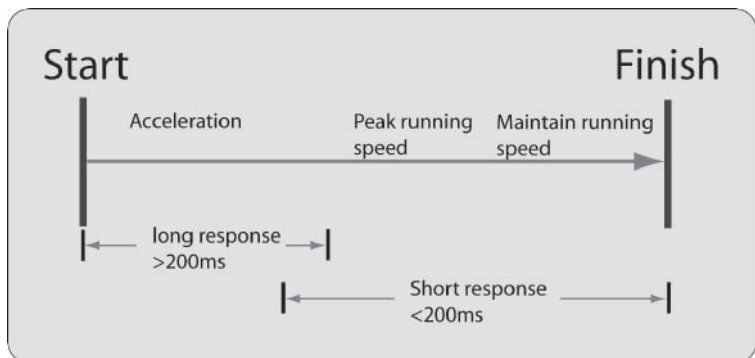 Start
Finish
Acceleration
Peak running
speed
Maintain running
speed
long response
>200ms
Short response
<200ms